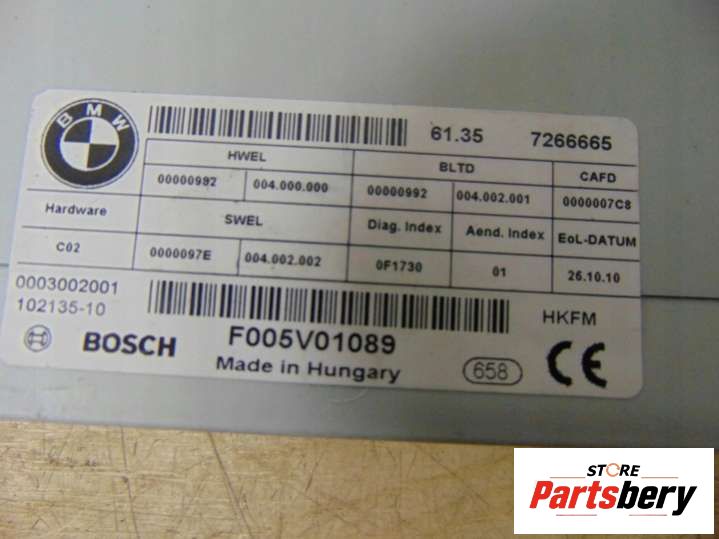 BMW
61.35 7266665
HWEL BLTD CAFD
00000992 004.000.000 00000992 004.002.001 0000007C8
Hardware SWEL Diag. Index Aend. Index EoL-DATUM
C02 0000097E 004.002.002 0F1730 01 26.10.10
0003002001
102135-10 HKFM
BOSCH F005V01089
Made in Hungary 658 CE
STORE
Partsbery